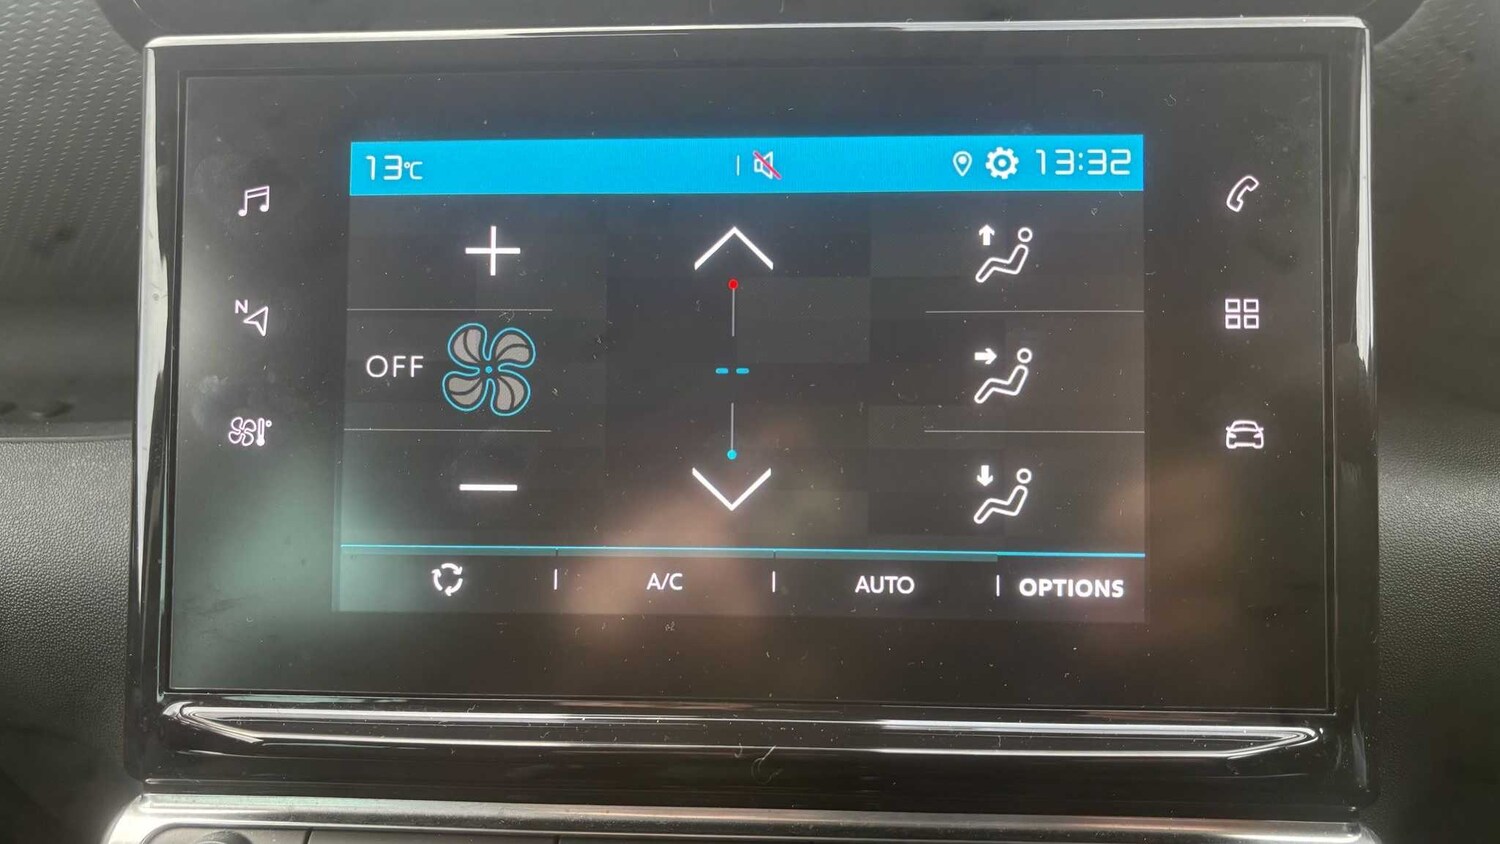 13°C 13:32
N
OFF
--
A/C AUTO OPTIONS